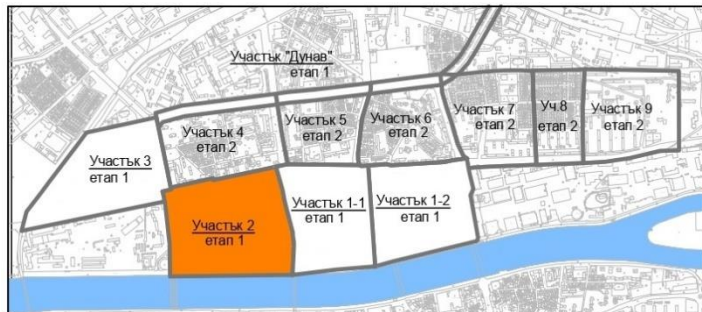 Участък "Дунав"
етап 1
Участък 3
етап 1
Участък 4
етап 2
Участък 5
етап 2
Участък 6
етап 2
Участък 7
етап 2
Уч.8
етап 2
Участък 9
етап 2
Участък 2
етап 1
Участък 1-1
етап 1
Участък 1-2
етап 1